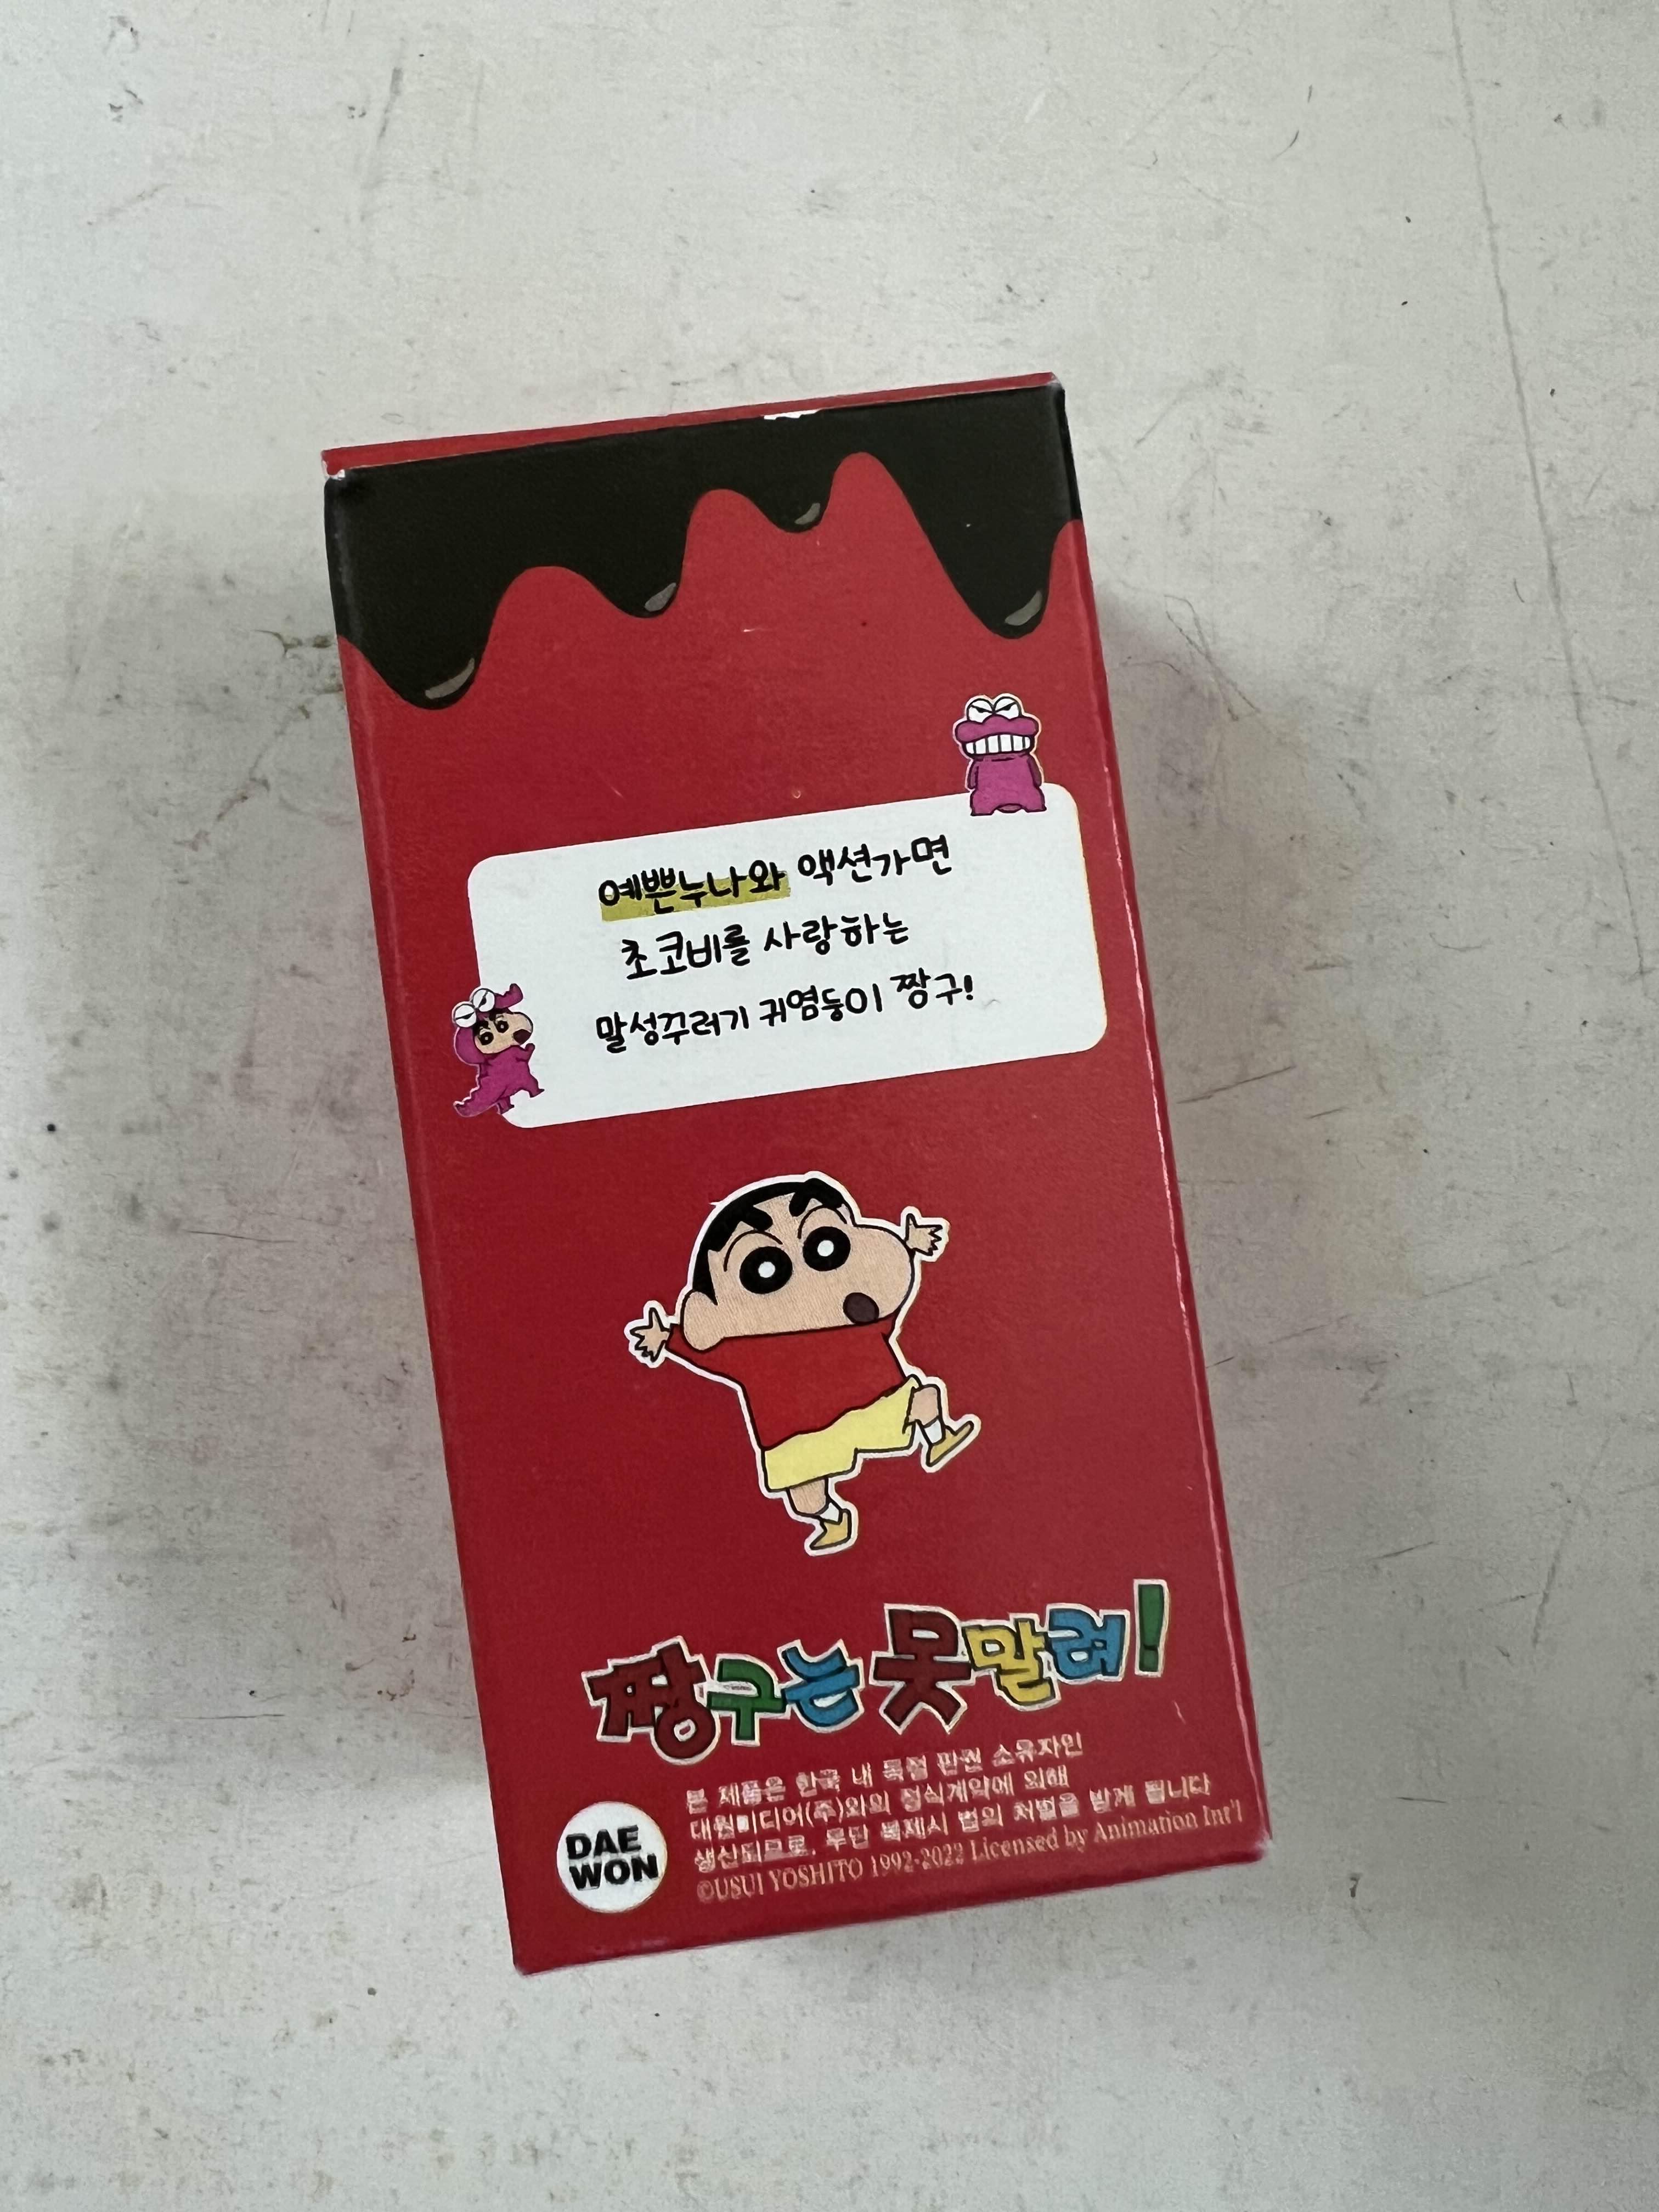 예쁜누나와 액션가면
초코비를 사랑하는
말성꾸러기 귀염둥이 짱구!
짱구는 못말려!
DAE
WON
본 제품은 한국 내 독점 판권 소유자인
대원미디어(주)와의 정식계약에 의해
생산되므로, 무단 복제시 법의 처벌을 받게 됩니다
©USUI YOSHITO 1992-2022 Licensed by Animation Int'l